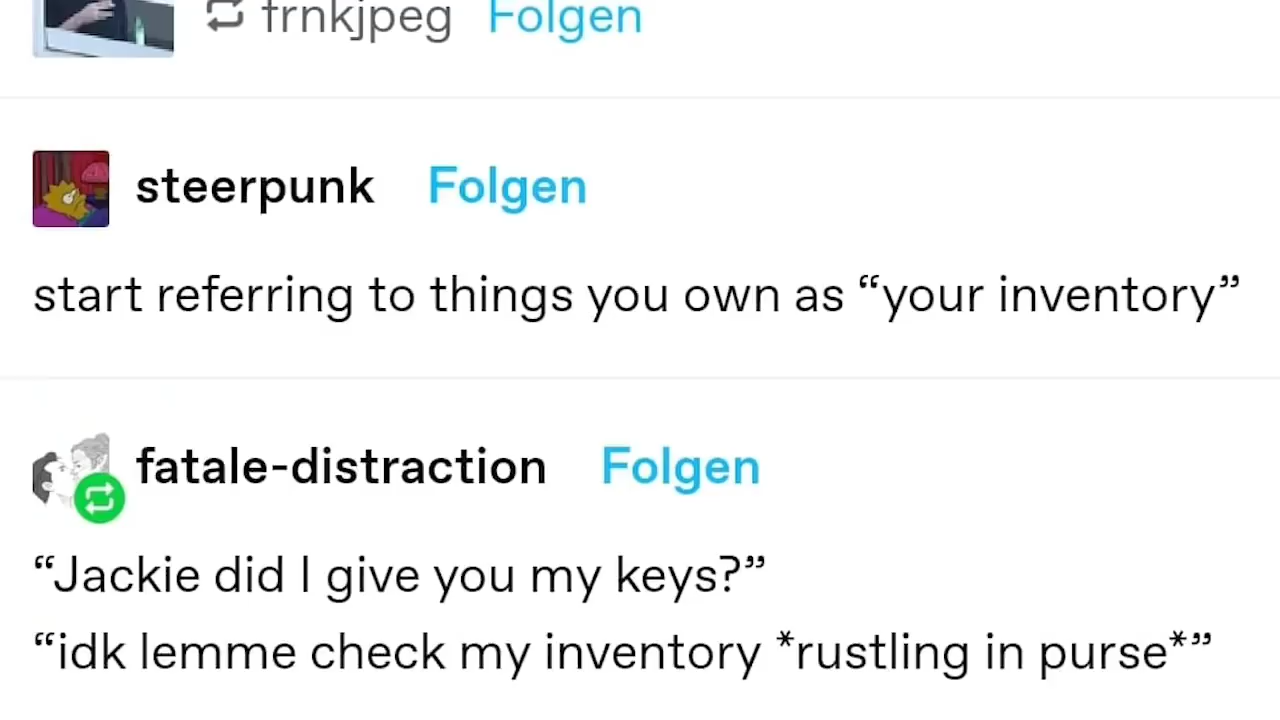 frnkjpeg Folgen
steerpunk Folgen
start referring to things you own as “your inventory”
fatale-distraction Folgen
“Jackie did I give you my keys?”
“idk lemme check my inventory *rustling in purse*”